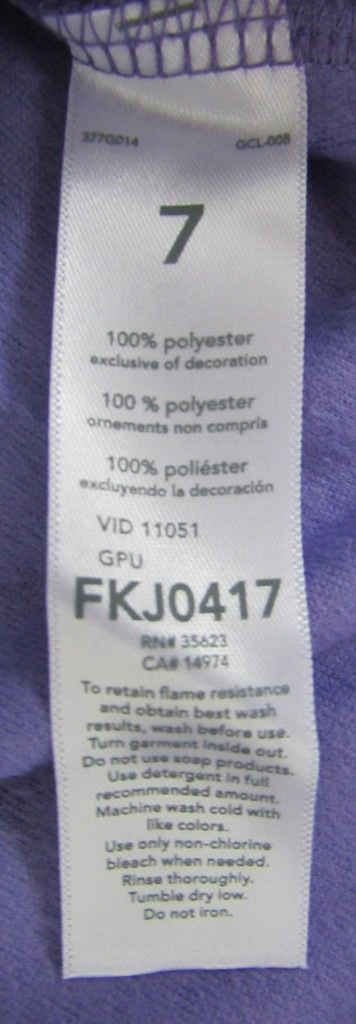 377G014 GCL-008
7
100% polyester
exclusive of decoration
100 % polyester
ornements non compris
100% poliéster
excluyendo la decoración
VID 11051
GPU
FKJ0417
RN# 35623
CA# 14974
To retain flame resistance
and obtain best wash
results, wash before use.
Turn garment inside out.
Do not use soap products.
Use detergent in full
recommended amount.
Machine wash cold with
like colors.
Use only non-chlorine
bleach when needed.
Rinse thoroughly.
Tumble dry low.
Do not iron.